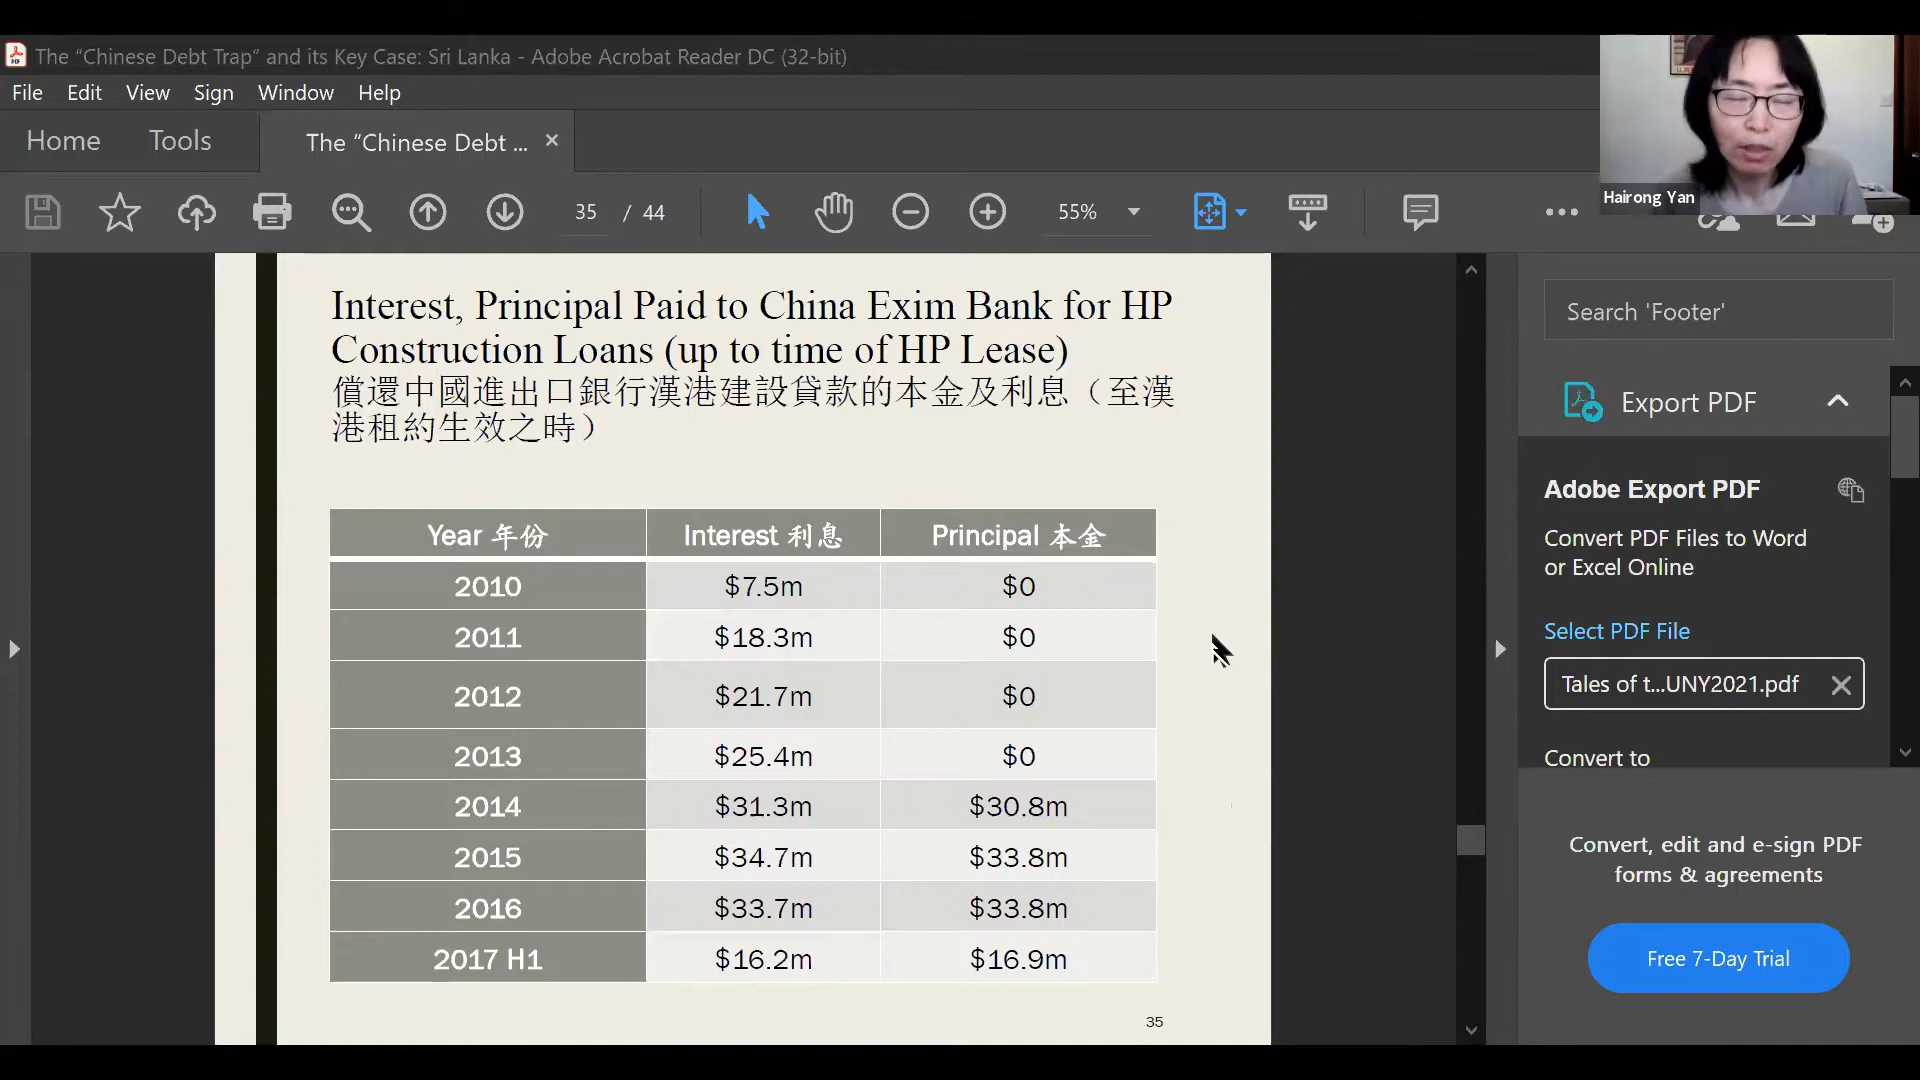 The “Chinese Debt Trap” and its Key Case: Sri Lanka - Adobe Acrobat Reader DC (32-bit)
File Edit View Sign Window Help
Home Tools The “Chinese Debt ...
35 / 44 55%
Hairong Yan
Interest, Principal Paid to China Exim Bank for HP
Construction Loans (up to time of HP Lease)
償還中國進出口銀行漢港建設貸款的本金及利息（至漢
港租約生效之時）
Year 年份 Interest 利息 Principal 本金
2010 $7.5m $0
2011 $18.3m $0
2012 $21.7m $0
2013 $25.4m $0
2014 $31.3m $30.8m
2015 $34.7m $33.8m
2016 $33.7m $33.8m
2017 H1 $16.2m $16.9m
35
Search 'Footer'
Export PDF
Adobe Export PDF
Convert PDF Files to Word
or Excel Online
Select PDF File
Tales of t...UNY2021.pdf
Convert to
Convert, edit and e-sign PDF
forms & agreements
Free 7-Day Trial